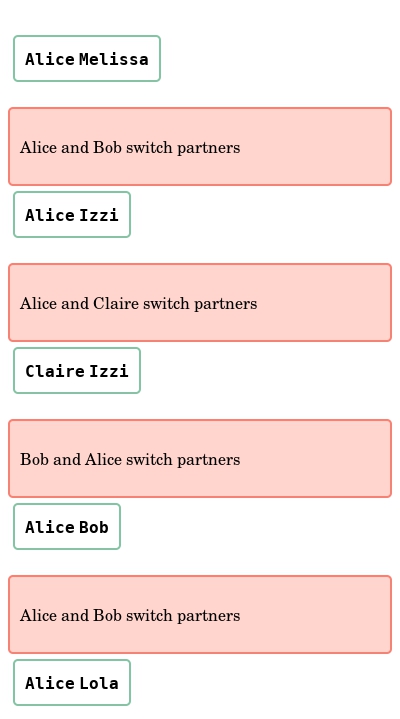 Alice Melissa
Alice and Bob switch partners
Alice Izzi
Alice and Claire switch partners
Claire Izzi
Bob and Alice switch partners
Alice Bob
Alice and Bob switch partners
Alice Lola